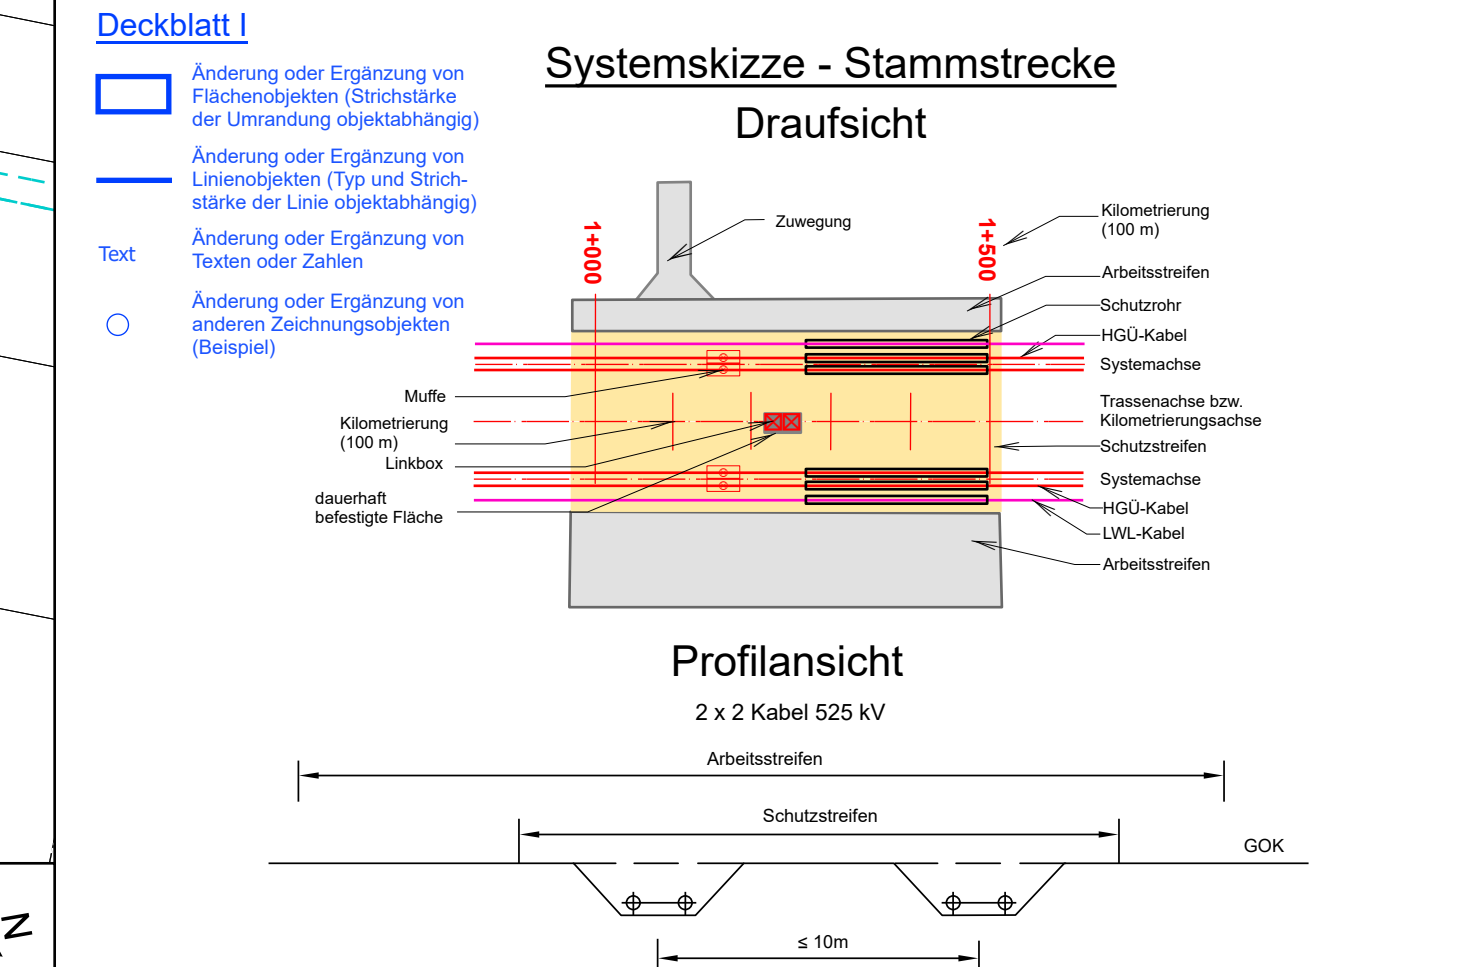 Deckblatt I
Änderung oder Ergänzung von
Flächenobjekten (Strichstärke
der Umrandung objektabhängig)
Änderung oder Ergänzung von
Linienobjekten (Typ und Strich-
stärke der Linie objektabhängig)
Text
Änderung oder Ergänzung von
Texten oder Zahlen
Änderung oder Ergänzung von
anderen Zeichnungsobjekten
(Beispiel)
Systemskizze - Stammstrecke
Draufsicht
1+000
Zuwegung
1+500
Kilometrierung
(100 m)
Arbeitsstreifen
Schutzrohr
HGÜ-Kabel
Systemachse
Trassenachse bzw.
Kilometrierungsachse
Schutzstreifen
Systemachse
HGÜ-Kabel
LWL-Kabel
Arbeitsstreifen
Muffe
Kilometrierung
(100 m)
Linkbox
dauerhaft
befestigte Fläche
Profilansicht
2 x 2 Kabel 525 kV
Arbeitsstreifen
Schutzstreifen
GOK
≤ 10m
N